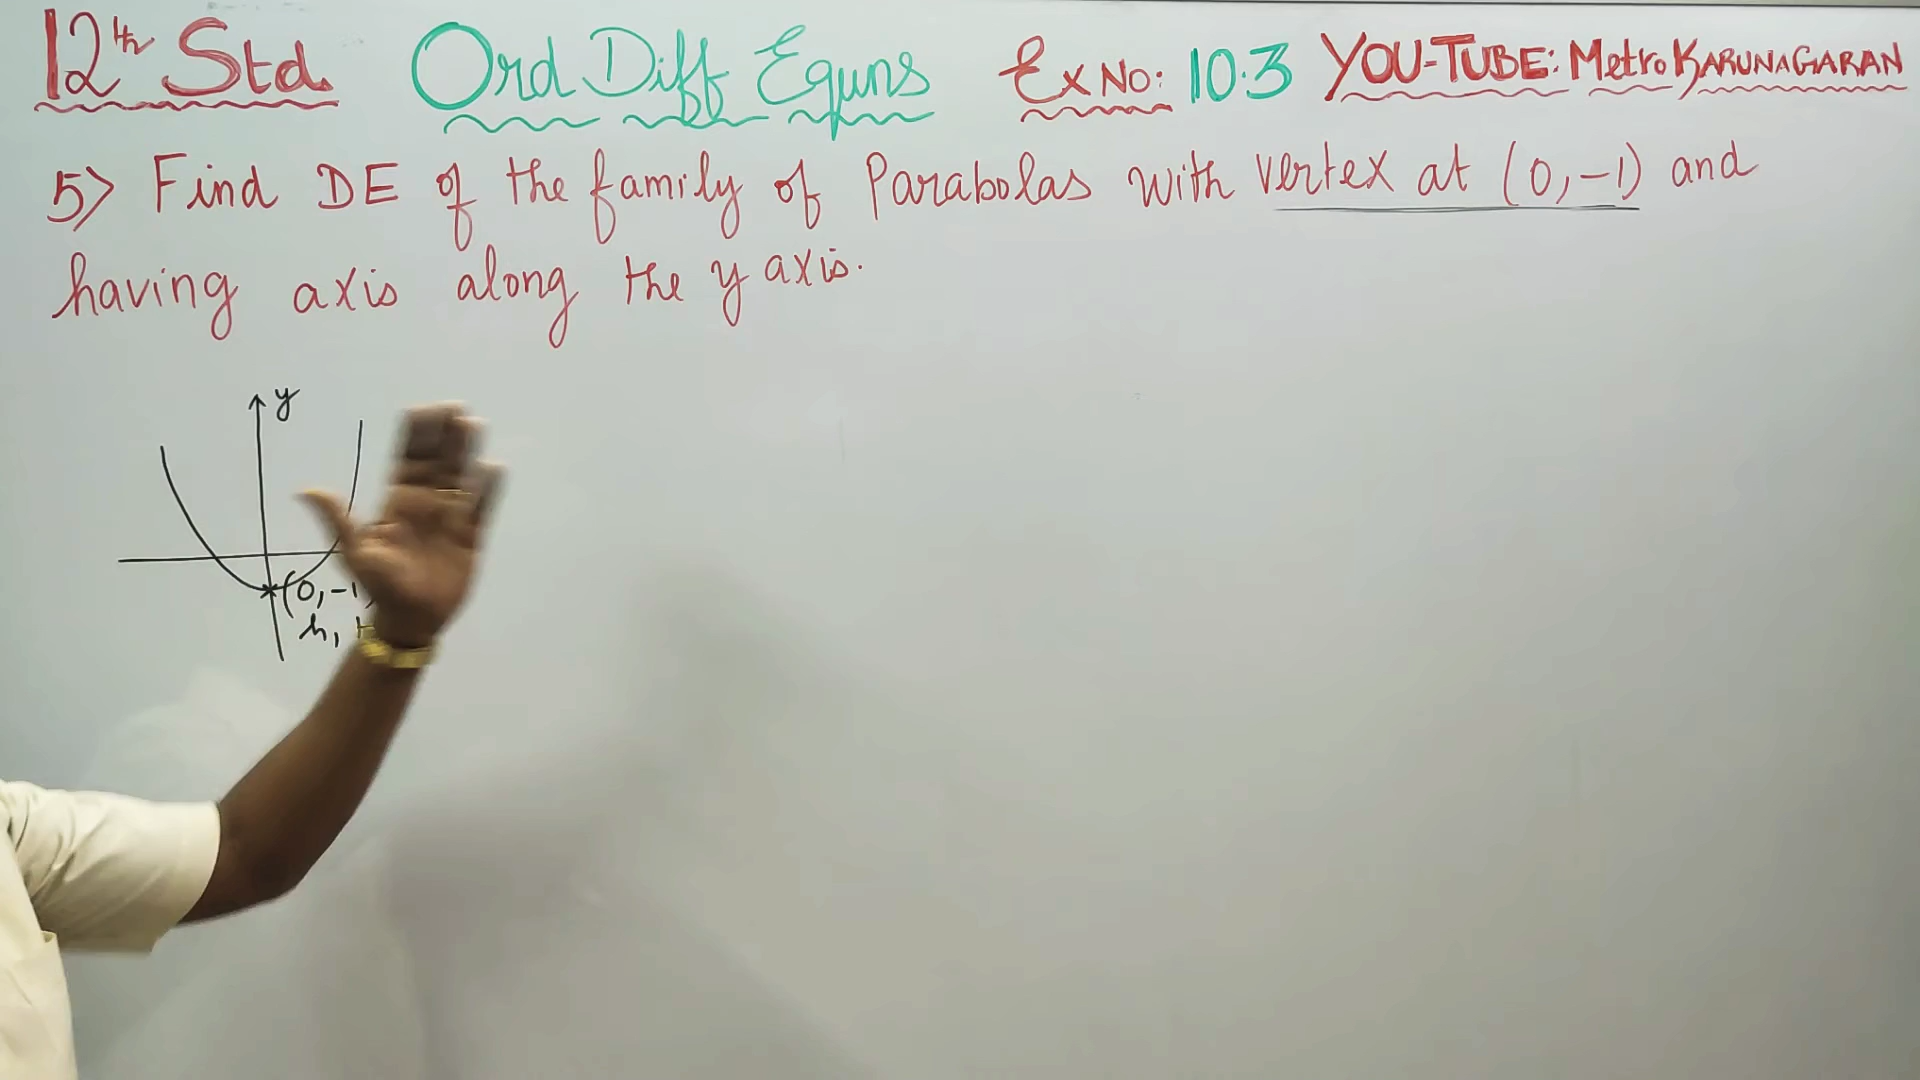 12th Std Ord Diff Equns Ex No: 10.3 YOU-TUBE: Metro KARUNAGARAN
5) Find DE of the family of Parabolas with vertex at (0,-1) and
having axis along the y axis.
y
(0,-1
h,